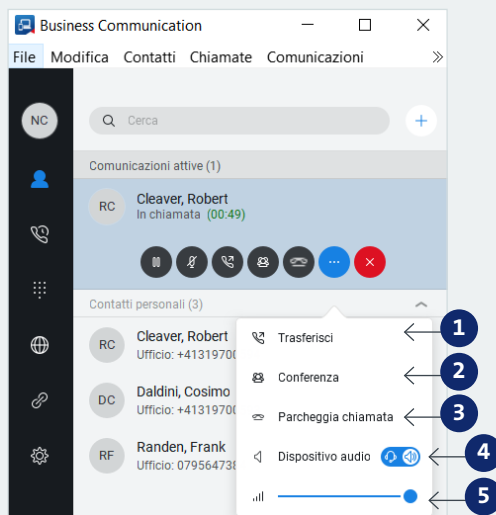 Business Communication
File Modifica Contatti Chiamate Comunicazioni
NC
Cerca
Comunicazioni attive (1)
RC
Cleaver, Robert
In chiamata (00:49)
Contatti personali (3)
RC
Cleaver, Robert
Ufficio: +41319700
DC
Daldini, Cosimo
Ufficio: +41319700
RF
Randen, Frank
Ufficio: 079564738
Trasferisci
1
Conferenza
2
Parcheggia chiamata
3
Dispositivo audio
4
5